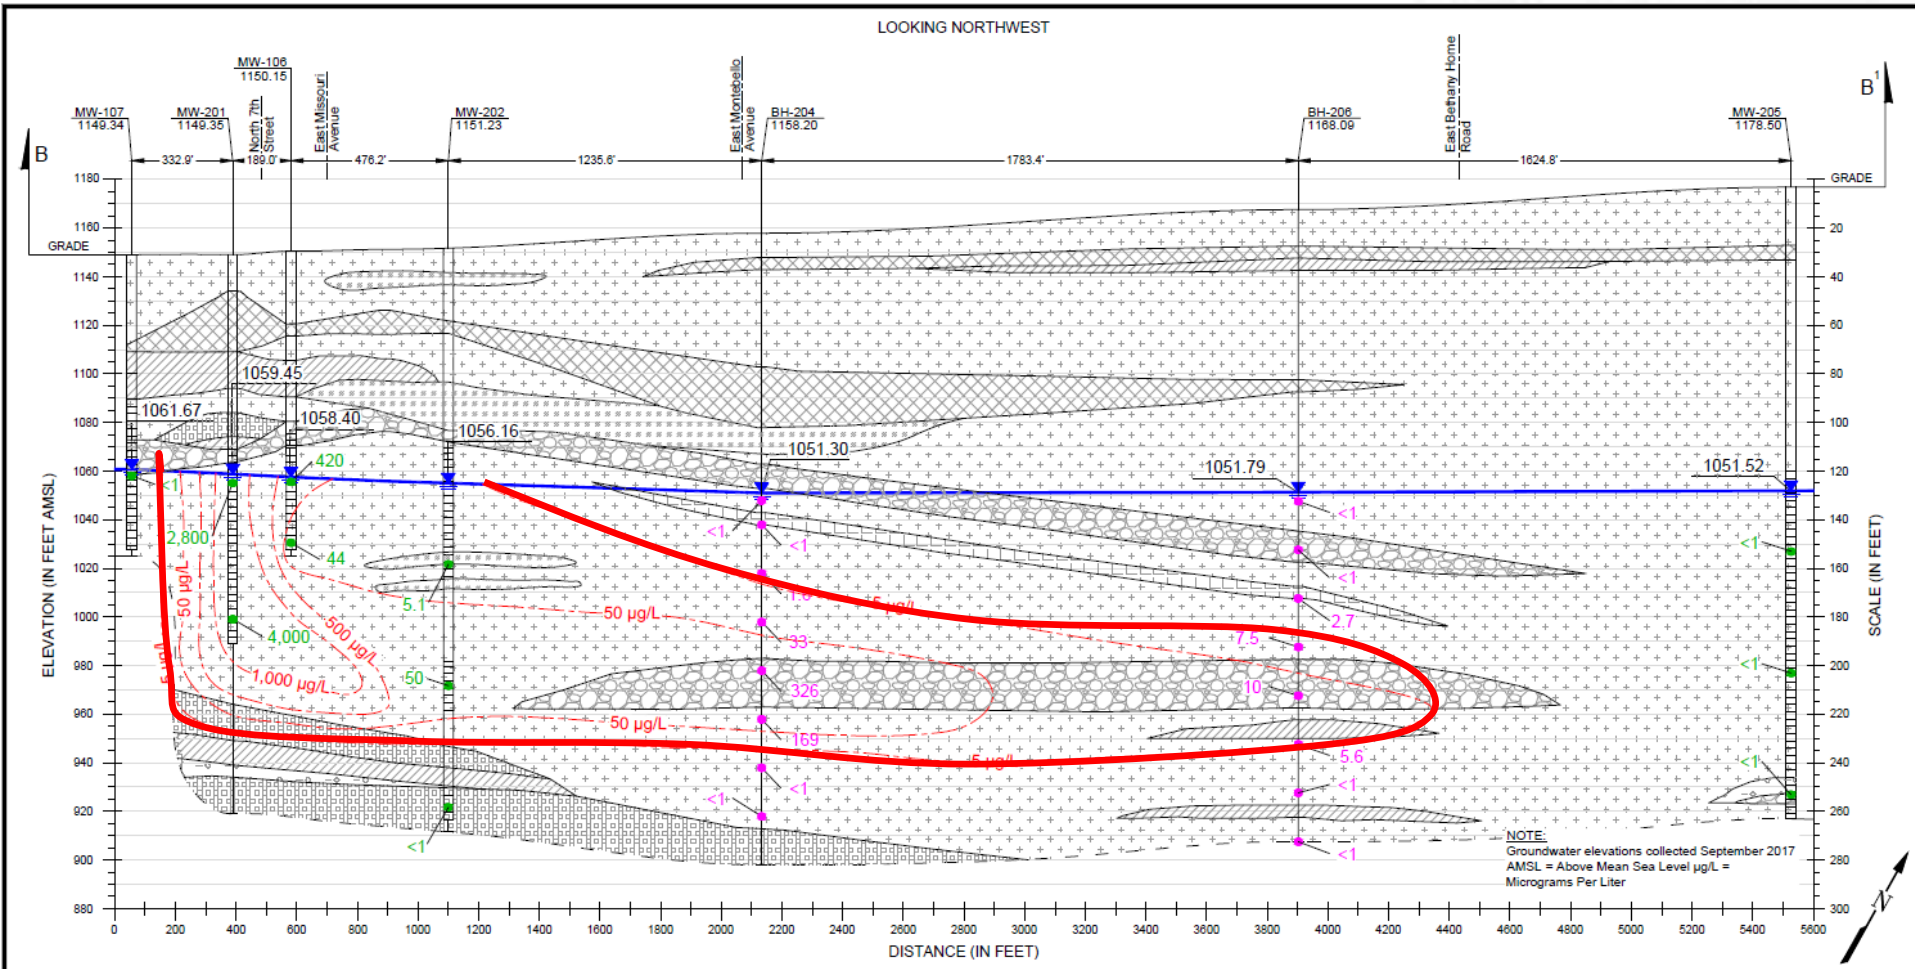 LOOKING NORTHWEST
MW-106
1150.15
MW-107
1149.34
MW-201
1149.35
North 7th
Street
East Missouri
Avenue
MW-202
1151.23
East Montebello
Avenue
BH-204
1158.20
BH-206
1168.09
East Bethany Home
Road
MW-205
1178.50
B
B1
332.9'
189.0'
476.2'
1235.6'
1783.4'
1624.8'
GRADE
GRADE
1180
1160
1140
1120
1100
1080
1060
1040
1020
1000
980
960
940
920
900
880
ELEVATION (IN FEET AMSL)
20
40
60
80
100
120
140
160
180
200
220
240
260
280
300
SCALE (IN FEET)
1061.67
1059.45
1058.40
1056.16
1051.30
1051.79
1051.52
<1
2,800
4,000
420
44
5.1
50
<1
<1
<1
33
326
169
<1
<1
<1
<1
2.7
7.5
10
5.6
<1
<1
<1
<1
<1
5 µg/L
50 µg/L
500 µg/L
1,000 µg/L
50 µg/L
50 µg/L
5 µg/L
NOTE:
Groundwater elevations collected September 2017
AMSL = Above Mean Sea Level µg/L =
Micrograms Per Liter
N
0 200 400 600 800 1000 1200 1400 1600 1800 2000 2200 2400 2600 2800 3000 3200 3400 3600 3800 4000 4200 4400 4600 4800 5000 5200 5400 5600
DISTANCE (IN FEET)